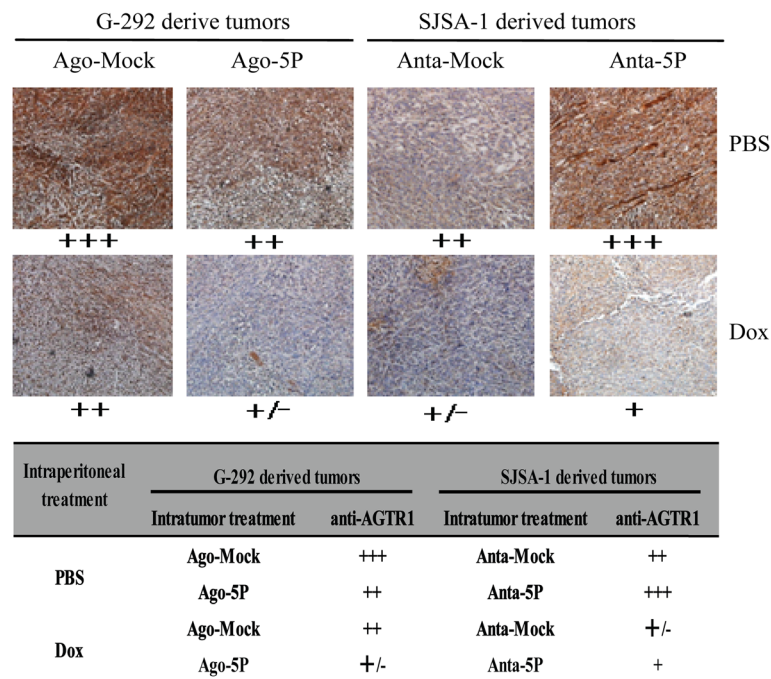 G-292 derive tumors SJSA-1 derived tumors
Ago-Mock Ago-5P Anta-Mock Anta-5P
PBS
+++ ++ ++ +++
Dox
++ +/- +/- +
Intraperitoneal treatment G-292 derived tumors SJSA-1 derived tumors
Intratumor treatment anti-AGTR1 Intratumor treatment anti-AGTR1
PBS Ago-Mock +++ Anta-Mock ++
Ago-5P ++ Anta-5P +++
Dox Ago-Mock ++ Anta-Mock +/-
Ago-5P +/- Anta-5P +